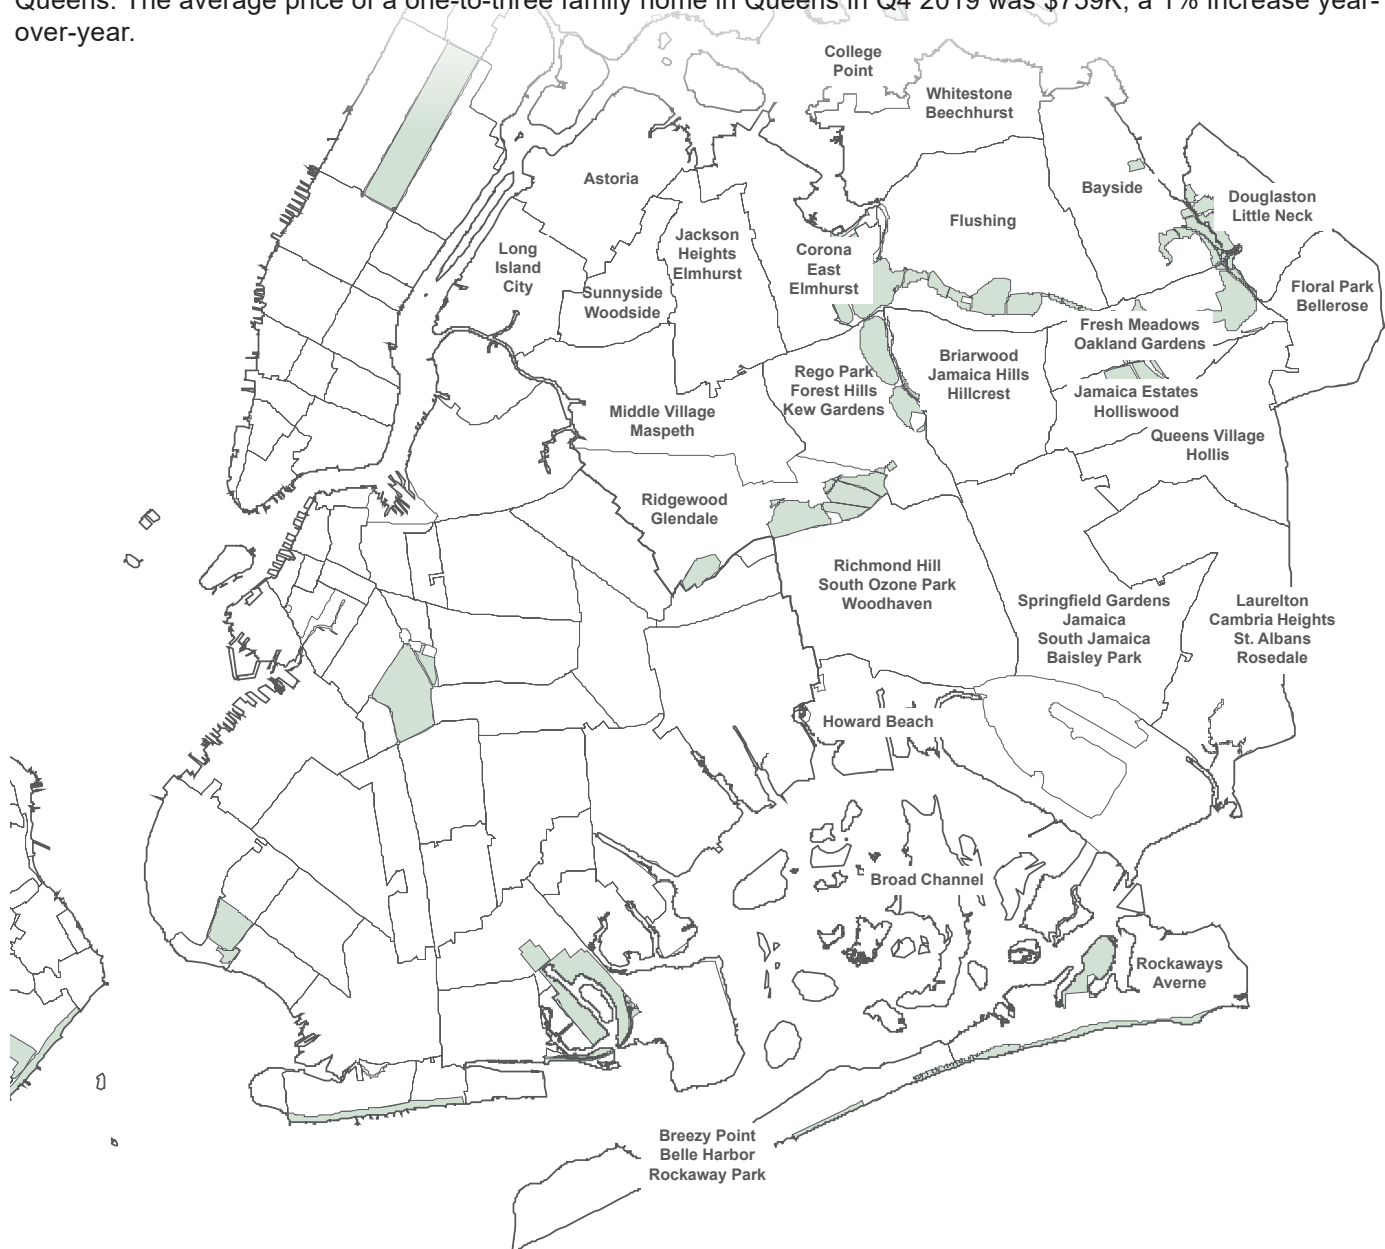 Queens. The average price of a one-to-three family home in Queens in Q4 2019 was $759K, a 1% increase year-
over-year.
College
Point
Whitestone
Beechhurst
Astoria
Bayside
Douglaston
Little Neck
Flushing
Jackson
Heights
Elmhurst
Long
Island
City
Corona
East
Elmhurst
Sunnyside
Woodside
Floral Park
Bellerose
Fresh Meadows
Oakland Gardens
Briarwood
Jamaica Hills
Hillcrest
Rego Park
Forest Hills
Kew Gardens
Jamaica Estates
Holliswood
Middle Village
Maspeth
Queens Village
Hollis
Ridgewood
Glendale
Richmond Hill
South Ozone Park
Woodhaven
Springfield Gardens
Jamaica
South Jamaica
Baisley Park
Laurelton
Cambria Heights
St. Albans
Rosedale
Howard Beach
Broad Channel
Rockaways
Averne
Breezy Point
Belle Harbor
Rockaway Park